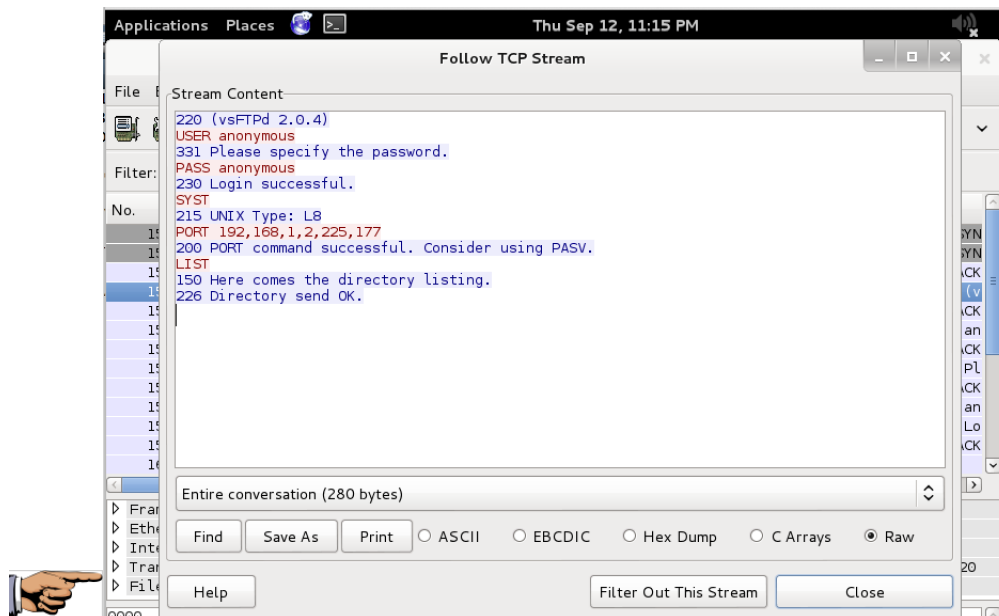 Applications Places Thu Sep 12, 11:15 PM
Follow TCP Stream
File
Stream Content
220 (vsFTPd 2.0.4)
USER anonymous
331 Please specify the password.
PASS anonymous
230 Login successful.
SYST
215 UNIX Type: L8
PORT 192,168,1,2,225,177
200 PORT command successful. Consider using PASV.
LIST
150 Here comes the directory listing.
226 Directory send OK.
Filter:
No.
Entire conversation (280 bytes)
Find Save As Print ASCII EBCDIC Hex Dump C Arrays Raw
Help Filter Out This Stream Close